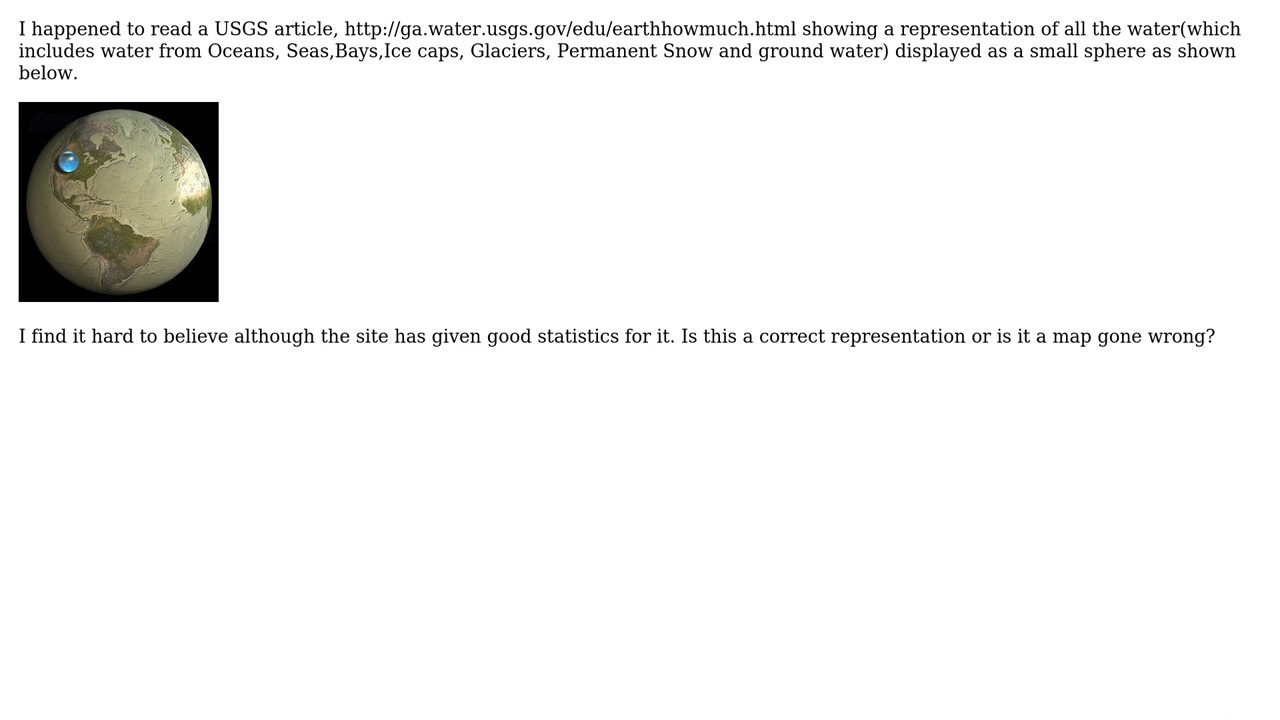 I happened to read a USGS article, http://ga.water.usgs.gov/edu/earthhowmuch.html showing a representation of all the water(which
includes water from Oceans, Seas,Bays,Ice caps, Glaciers, Permanent Snow and ground water) displayed as a small sphere as shown
below.
I find it hard to believe although the site has given good statistics for it. Is this a correct representation or is it a map gone wrong?